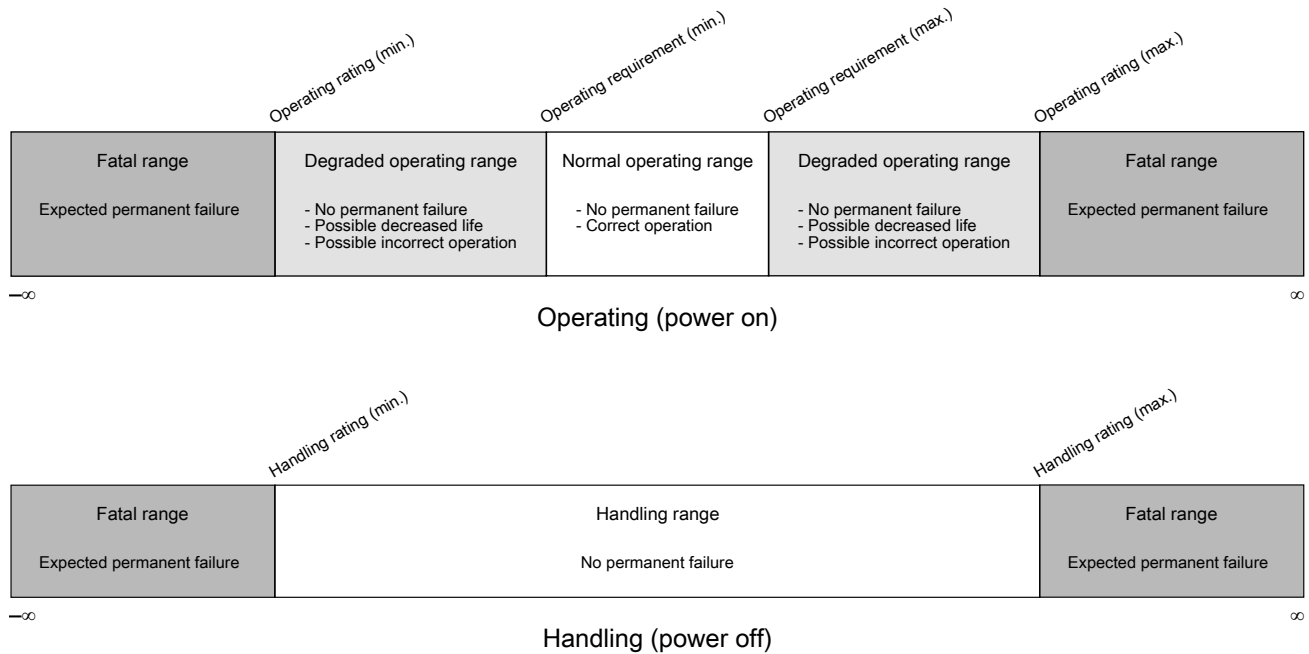 Operating rating (min.)
Operating requirement (min.)
Operating requirement (max.)
Operating rating (max.)
Fatal range
Degraded operating range
Normal operating range
Degraded operating range
Fatal range
Expected permanent failure
- No permanent failure
- Possible decreased life
- Possible incorrect operation
- No permanent failure
- Correct operation
- No permanent failure
- Possible decreased life
- Possible incorrect operation
Expected permanent failure
–∞
∞
Operating (power on)
Handling rating (min.)
Handling rating (max.)
Fatal range
Handling range
Fatal range
Expected permanent failure
No permanent failure
Expected permanent failure
–∞
∞
Handling (power off)